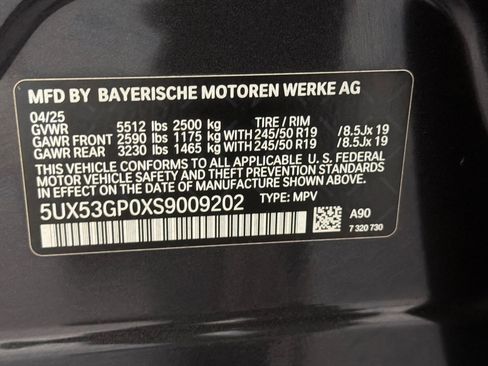 MFD BY BAYERISCHE MOTOREN WERKE AG
04/25
GVWR 5512 lbs 2500 kg TIRE / RIM
GAWR FRONT 2590 lbs 1175 kg WITH 245/50 R19 / 8.5Jx 19
GAWR REAR 3230 lbs 1465 kg WITH 245/50 R19 / 8.5Jx 19
THIS VEHICLE CONFORMS TO ALL APPLICABLE U. S. FEDERAL
MOTOR VEHICLE SAFETY AND THEFT PREVENTION STANDARDS
IN EFFECT ON THE DATE OF MANUFACTURE SHOWN ABOVE.
5UX53GP0XS9009202 TYPE: MPV
A90
7 320 730